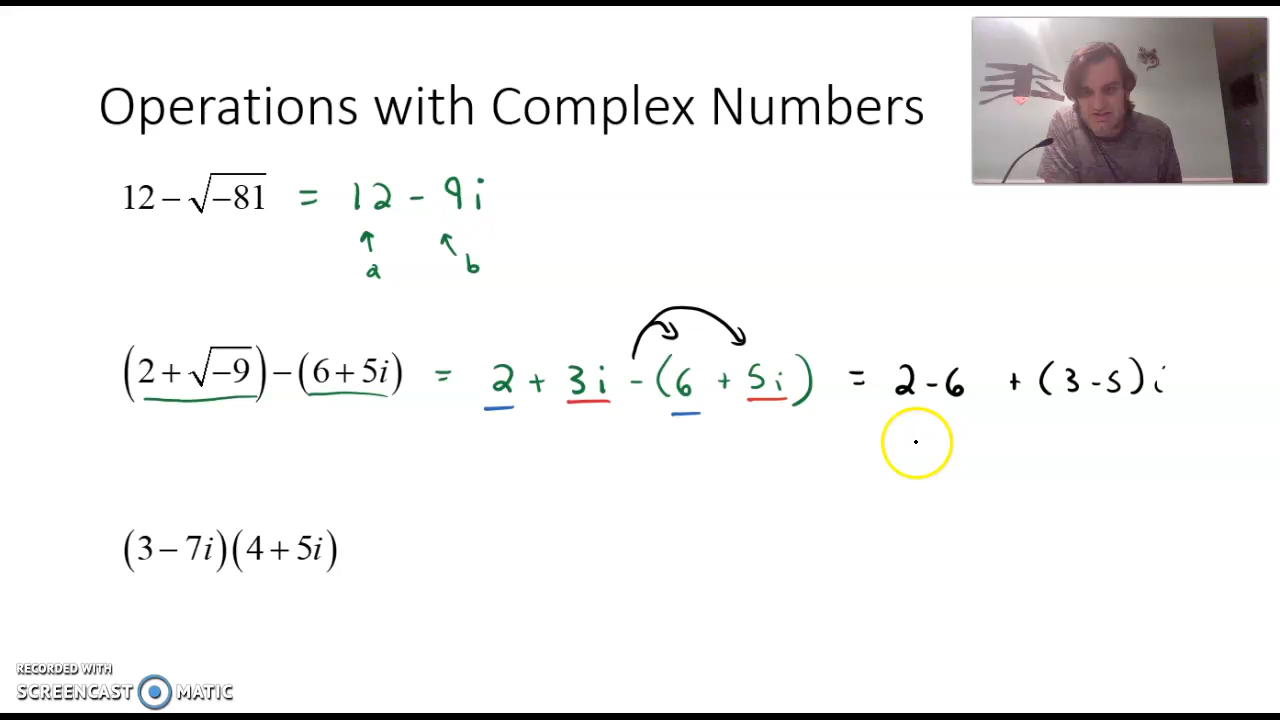 Operations with Complex Numbers
12 − √−81 = 12 - 9i
a b
(2 + √−9) − (6 + 5i) = 2 + 3i - (6 + 5i) = 2 - 6 + (3 - 5)i
(3 − 7i)(4 + 5i)
RECORDED WITH
SCREENCAST MATIC